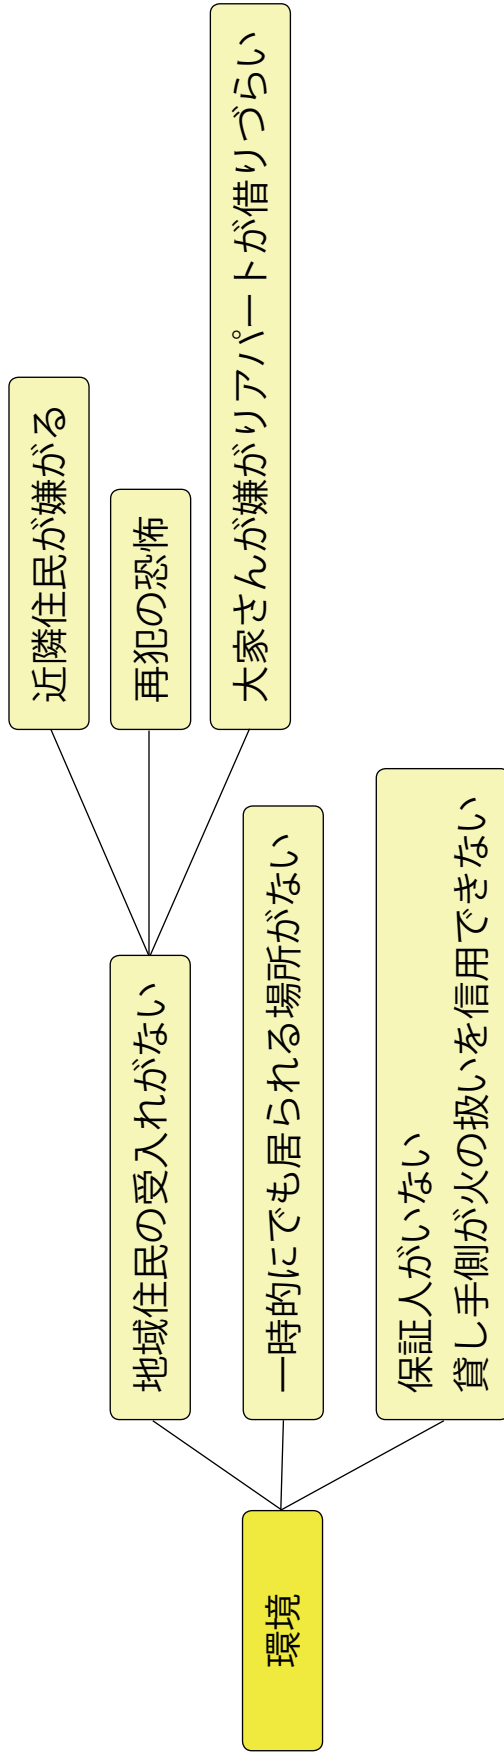 環境
地域住民の受入れがない
近隣住民が嫌がる
再犯の恐怖
大家さんが嫌がりアパートが借りづらい
一時的にでも居られる場所がない
保証人がいない
貸し手側が火の扱いを信用できない